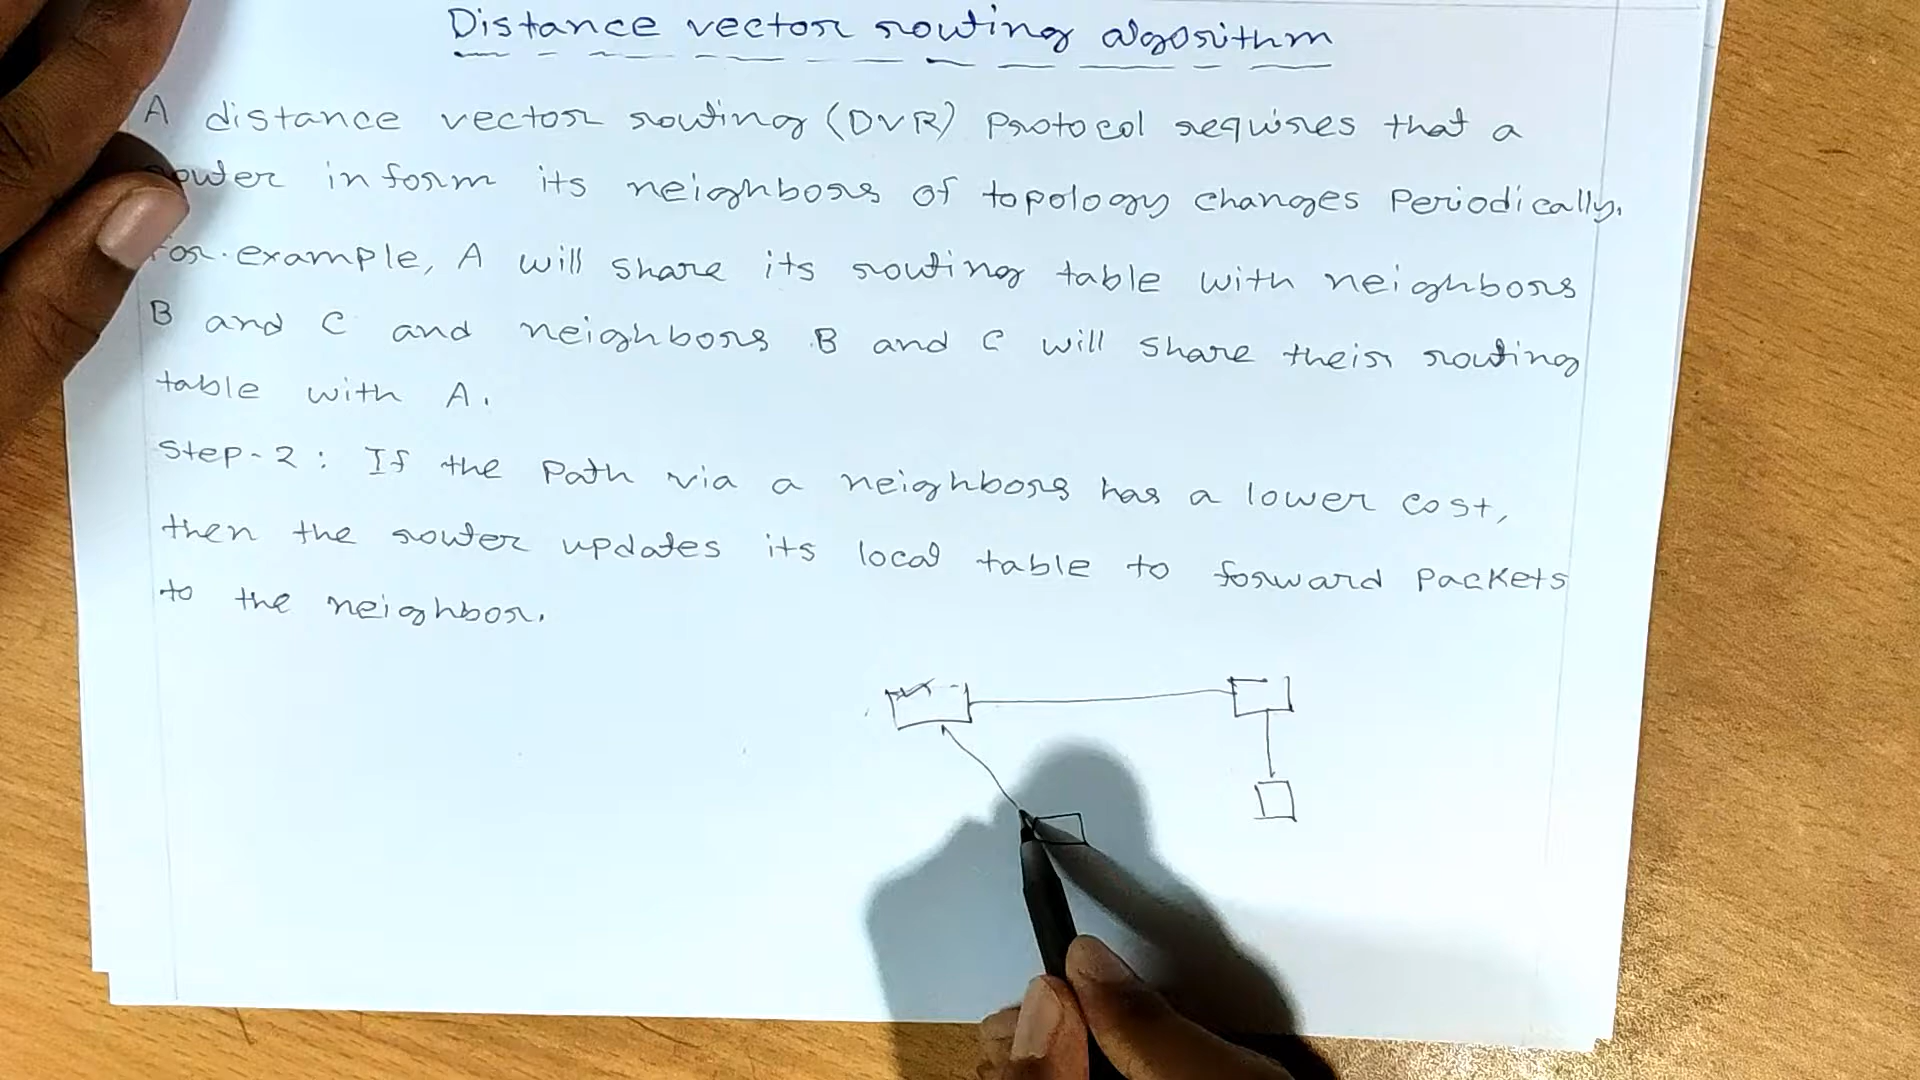 Distance vector routing algorithm
A distance vector routing (DVR) Protocol requires that a
router inform its neighbors of topology changes Periodically.
For example, A will share its routing table with neighbors
B and C and neighbors B and C will share their routing
table with A.
Step-2: If the Path via a neighbors has a lower cost,
then the router updates its local table to forward Packets
to the neighbor.